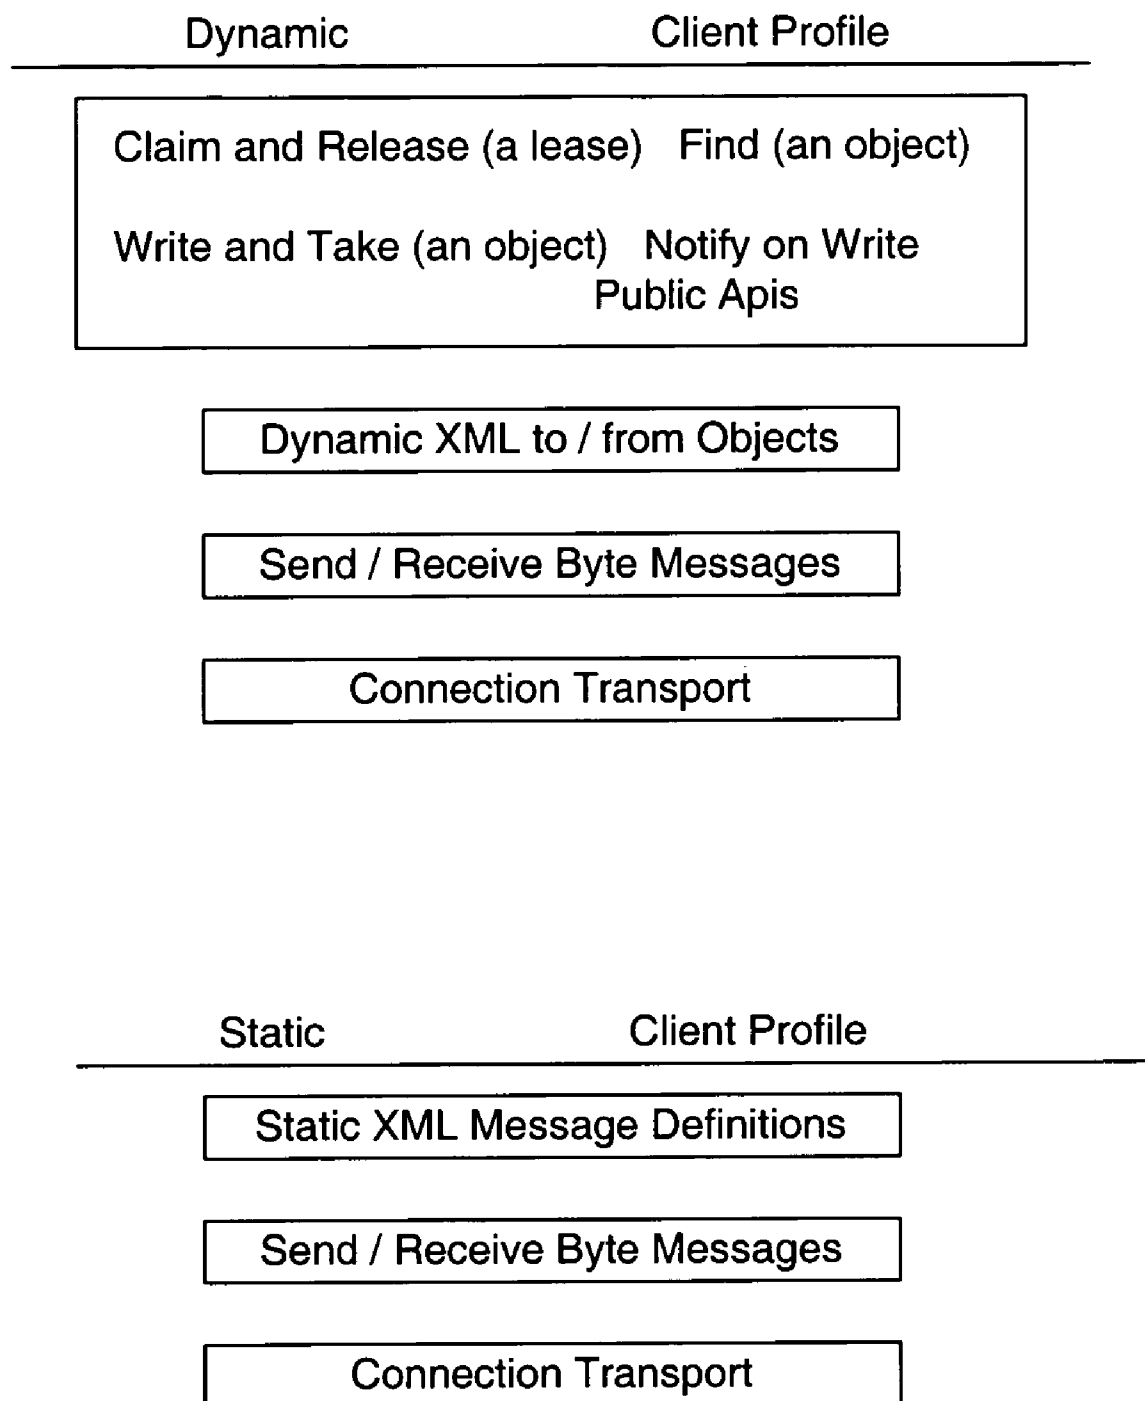 Dynamic Client Profile
Claim and Release (a lease) Find (an object)
Write and Take (an object) Notify on Write
Public Apis
Dynamic XML to / from Objects
Send / Receive Byte Messages
Connection Transport
Static Client Profile
Static XML Message Definitions
Send / Receive Byte Messages
Connection Transport